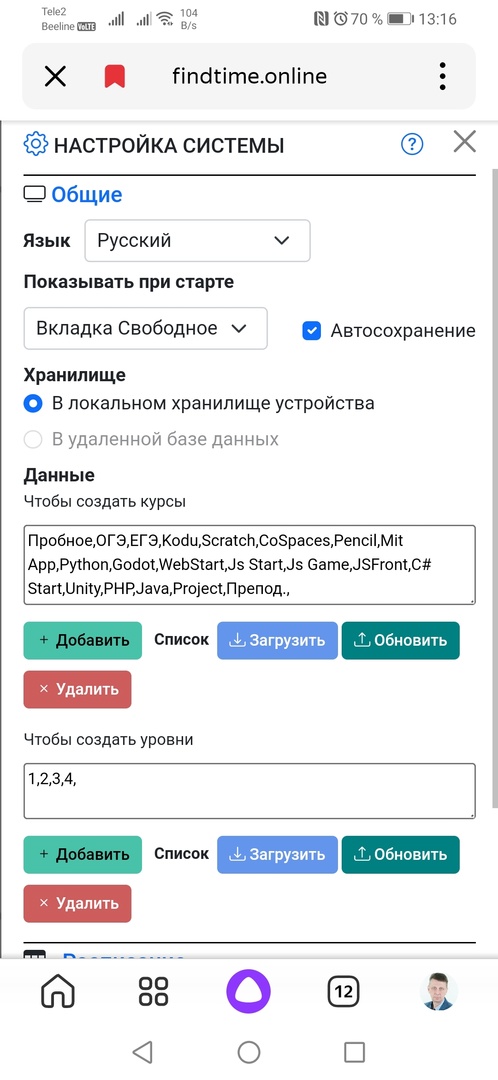 Tele2
Beeline VoLTE
104
B/s
70 %
13:16
findtime.online
НАСТРОЙКА СИСТЕМЫ
?
Общие
Язык
Русский
Показывать при старте
Вкладка Свободное
Автосохранение
Хранилище
В локальном хранилище устройства
В удаленной базе данных
Данные
Чтобы создать курсы
Пробное,ОГЭ,ЕГЭ,Kodu,Scratch,CoSpaces,Pencil,Mit
App,Python,Godot,WebStart,Js Start,Js Game,JSFront,C#
Start,Unity,PHP,Java,Project,Препод.,
+ Добавить Список Загрузить Обновить
× Удалить
Чтобы создать уровни
1,2,3,4,
+ Добавить Список Загрузить Обновить
× Удалить
Расписание
12